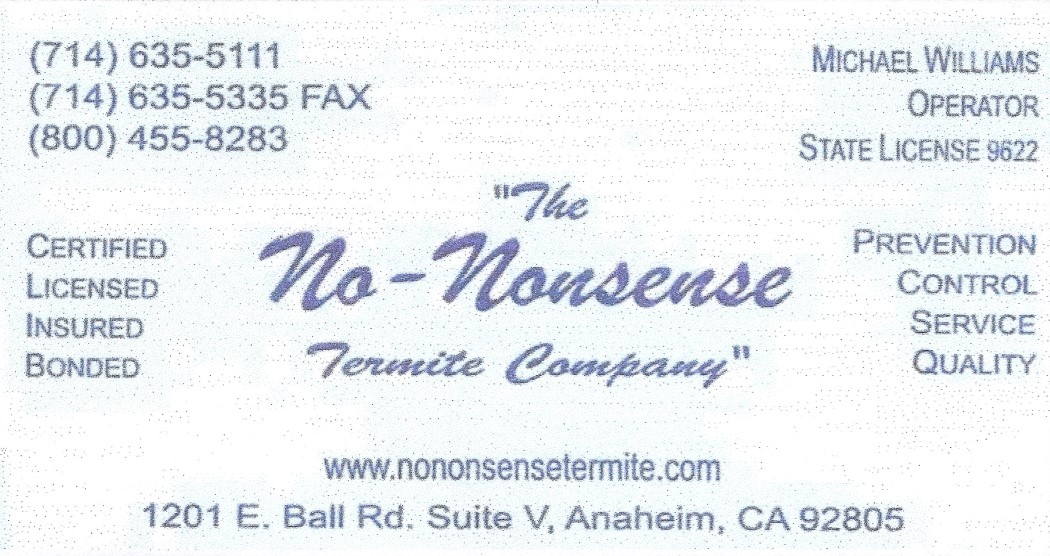 (714) 635-5111
(714) 635-5335 FAX
(800) 455-8283
MICHAEL WILLIAMS
OPERATOR
STATE LICENSE 9622
"The
No-Nonsense
Termite Company"
CERTIFIED
LICENSED
INSURED
BONDED
PREVENTION
CONTROL
SERVICE
QUALITY
www.nononsensetermite.com
1201 E. Ball Rd. Suite V, Anaheim, CA 92805